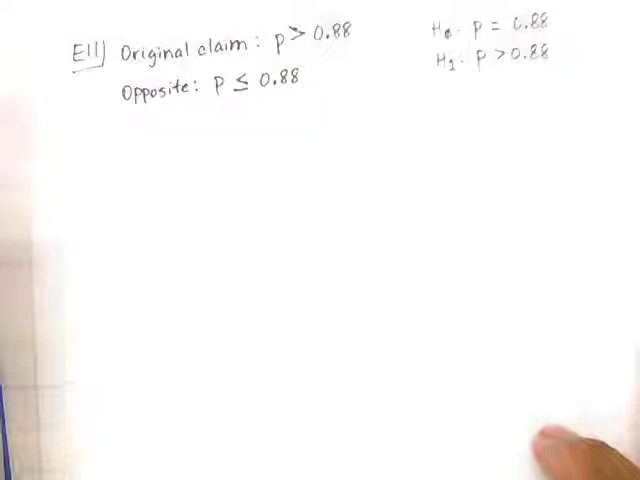 E11) Original claim: p > 0.88
Opposite: p ≤ 0.88
H₀: p = 0.88
H₁: p > 0.88